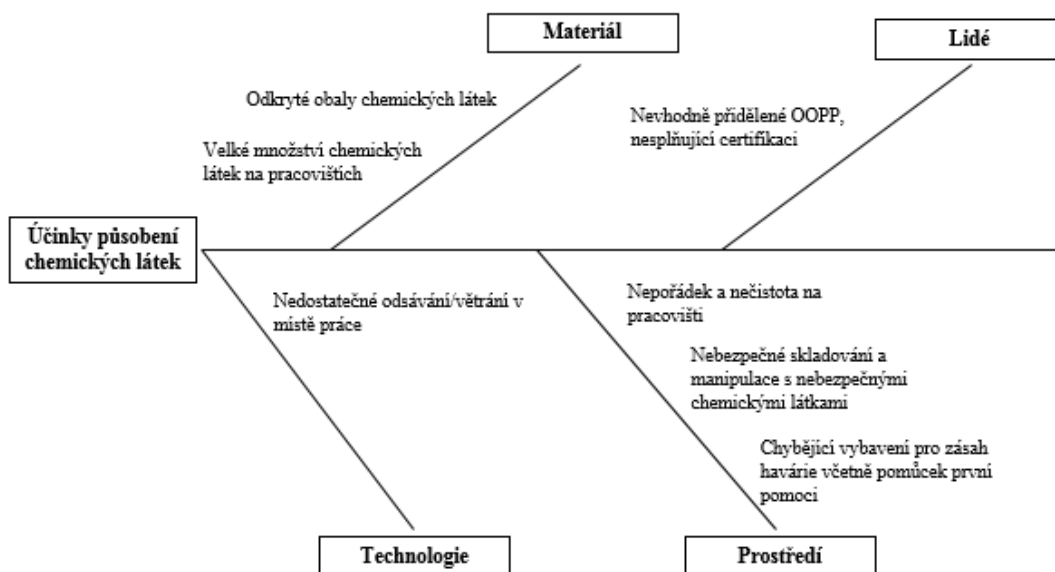 Materiál
Lidé
Odkryté obaly chemických látek
Velké množství chemických
látek na pracovištích
Nevhodně přidělené OOPP,
nesplňující certifikaci
Účinky působení
chemických látek
Nedostatečné odsávání/větrání v
místě práce
Nepořádek a nečistota na
pracovišti
Nebezpečné skladování a
manipulace s nebezpečnými
chemickými látkami
Chybějící vybavení pro zásah
havárie včetně pomůcek první
pomoci
Technologie
Prostředí